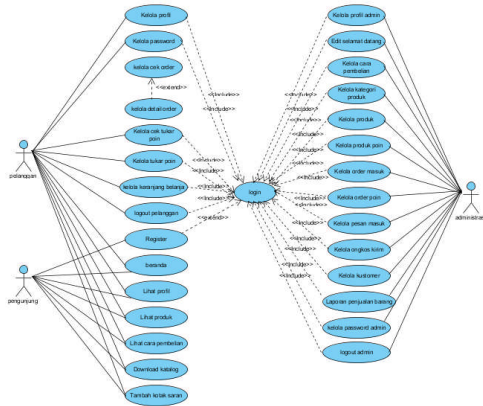 Kelola profil
Kelola password
kelola cek order
<<extend>>
kelola detail order
Kelola cek tukar
poin
Kelola tukar poin
kelola keranjang belanja
logout pelanggan
Register
beranda
Lihat profil
Lihat produk
Lihat cara pembelian
Download katalog
Tambah kotak saran
pelanggan
pengunjung
<<Include>>
<<Include>>
<<Include>>
<<Include>>
<<Include>>
<<Include>>
<<extend>>
login
<<Include>>
<<Include>>
<<Include>>
<<Include>>
<<Include>>
<<Include>>
<<Include>>
<<Include>>
<<Include>>
<<Include>>
<<Include>>
<<Include>>
<<Include>>
<<Include>>
Kelola profil admin
Edit selamat datang
Kelola cara
pembelian
Kelola kategori
produk
Kelola produk
Kelola produk poin
Kelola order masuk
Kelola order poin
Kelola pesan masuk
Kelola ongkos kirim
Kelola kustomer
Laporan penjualan barang
kelola password admin
logout admin
administras